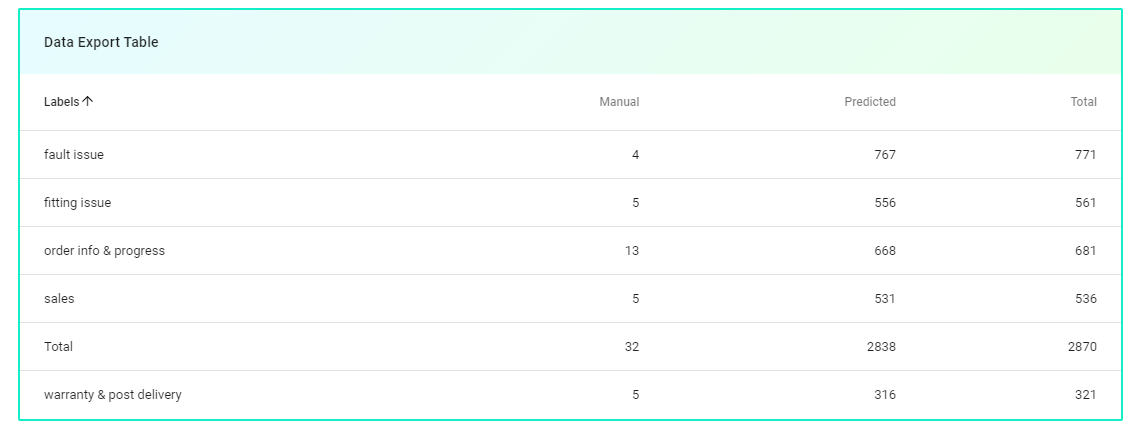 Data Export Table
Labels Manual Predicted Total
fault issue 4 767 771
fitting issue 5 556 561
order info & progress 13 668 681
sales 5 531 536
Total 32 2838 2870
warranty & post delivery 5 316 321